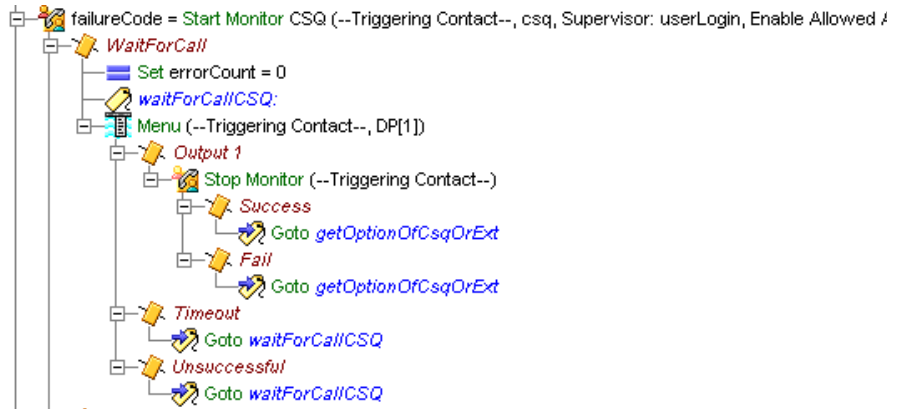 failureCode = Start Monitor CSQ (--Triggering Contact--, csq, Supervisor: userLogin, Enable Allowed
WaitForCall
Set errorCount = 0
waitForCallCSQ:
Menu (--Triggering Contact--, DP[1])
Output 1
Stop Monitor (--Triggering Contact--)
Success
Goto getOptionOfCsqOrExt
Fail
Goto getOptionOfCsqOrExt
Timeout
Goto waitForCallCSQ
Unsuccessful
Goto waitForCallCSQ